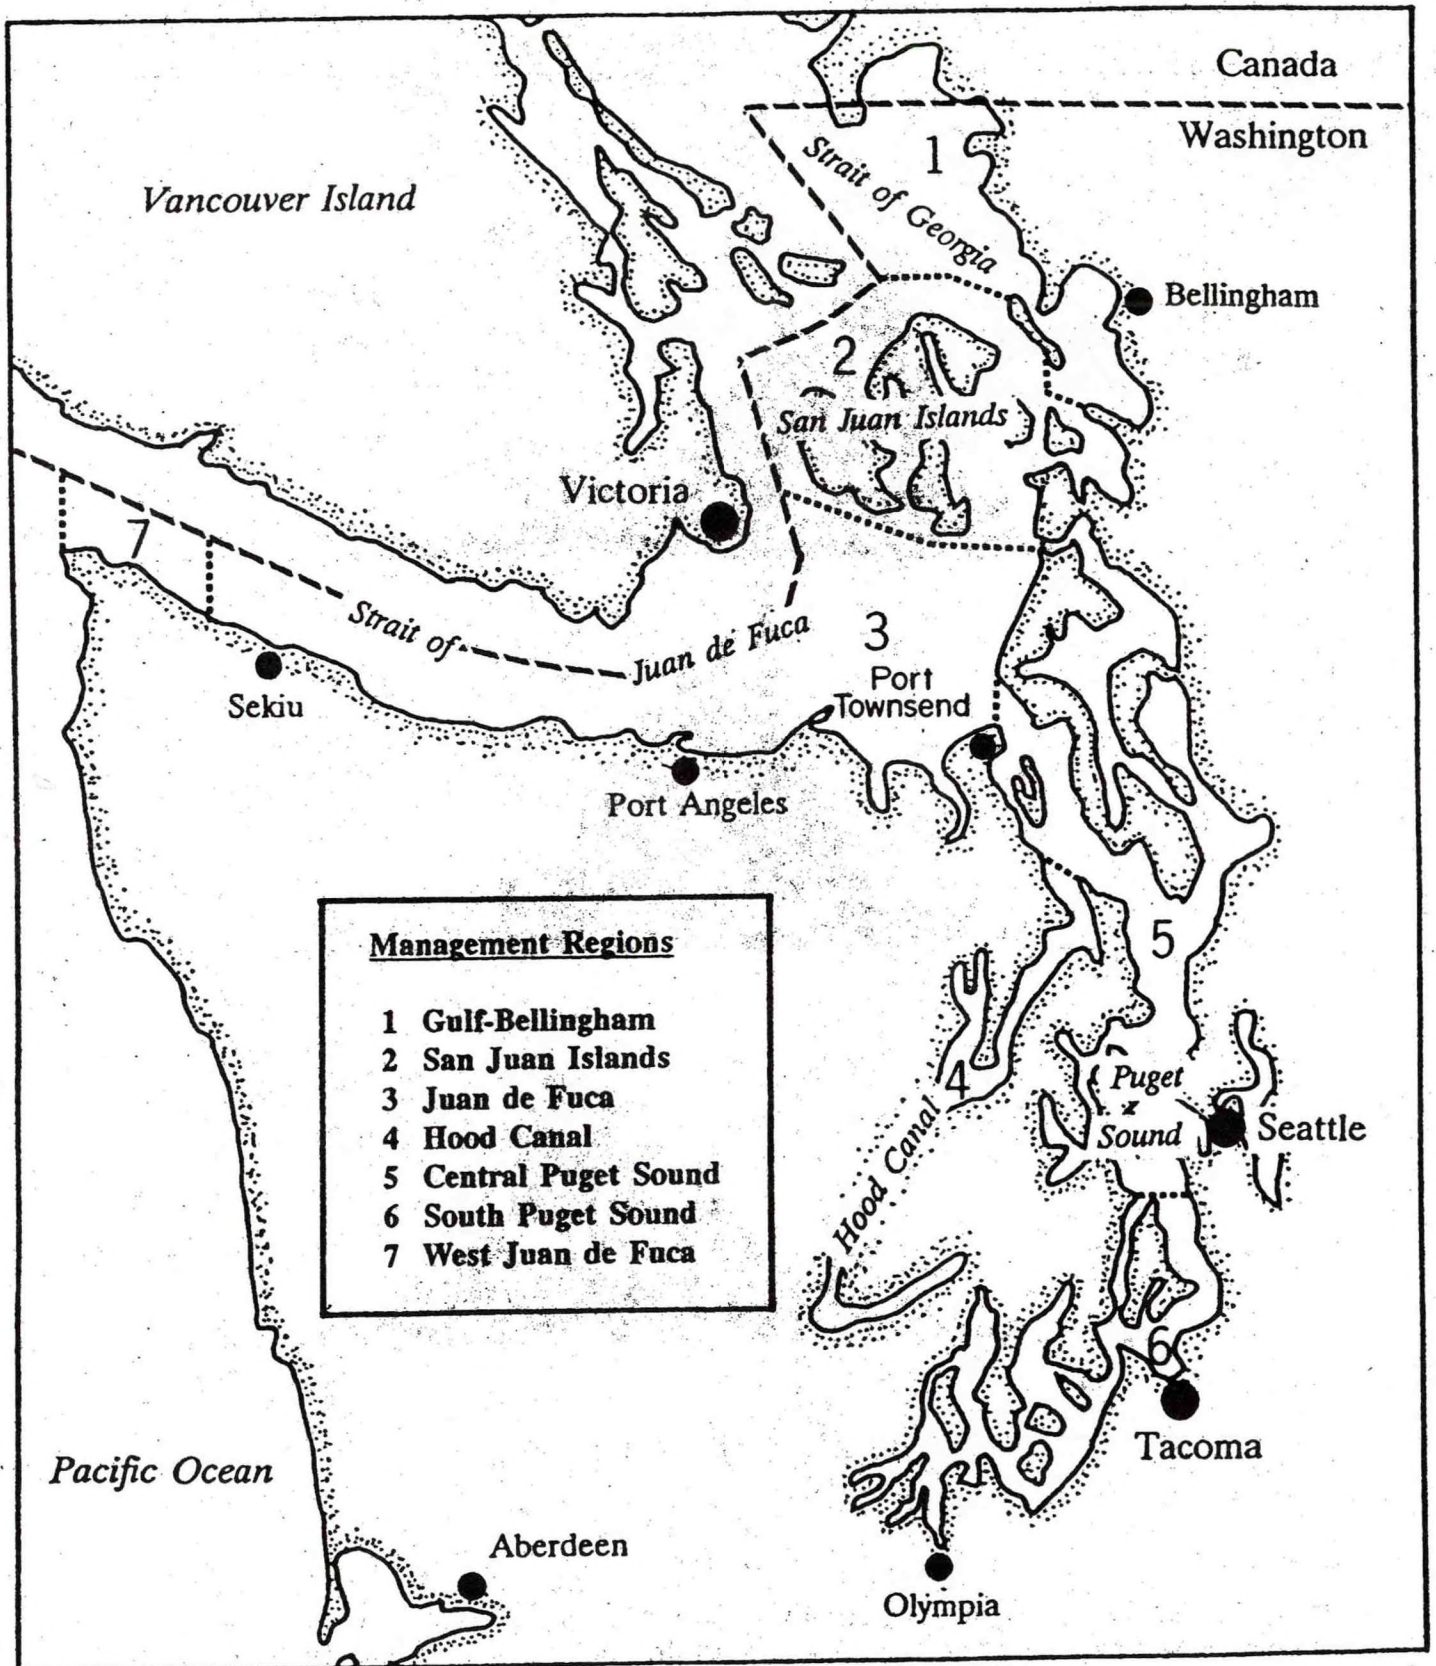 Canada
Washington
1
Strait of Georgia
Vancouver Island
Bellingham
2
San Juan Islands
Victoria
7
Strait of
Juan de Fuca
3
Port
Townsend
Sekiu
Port Angeles
Management Regions
1 Gulf-Bellingham
2 San Juan Islands
3 Juan de Fuca
4 Hood Canal
5 Central Puget Sound
6 South Puget Sound
7 West Juan de Fuca
5
4
Hood Canal
Puget
Sound
Seattle
6
Tacoma
Pacific Ocean
Aberdeen
Olympia